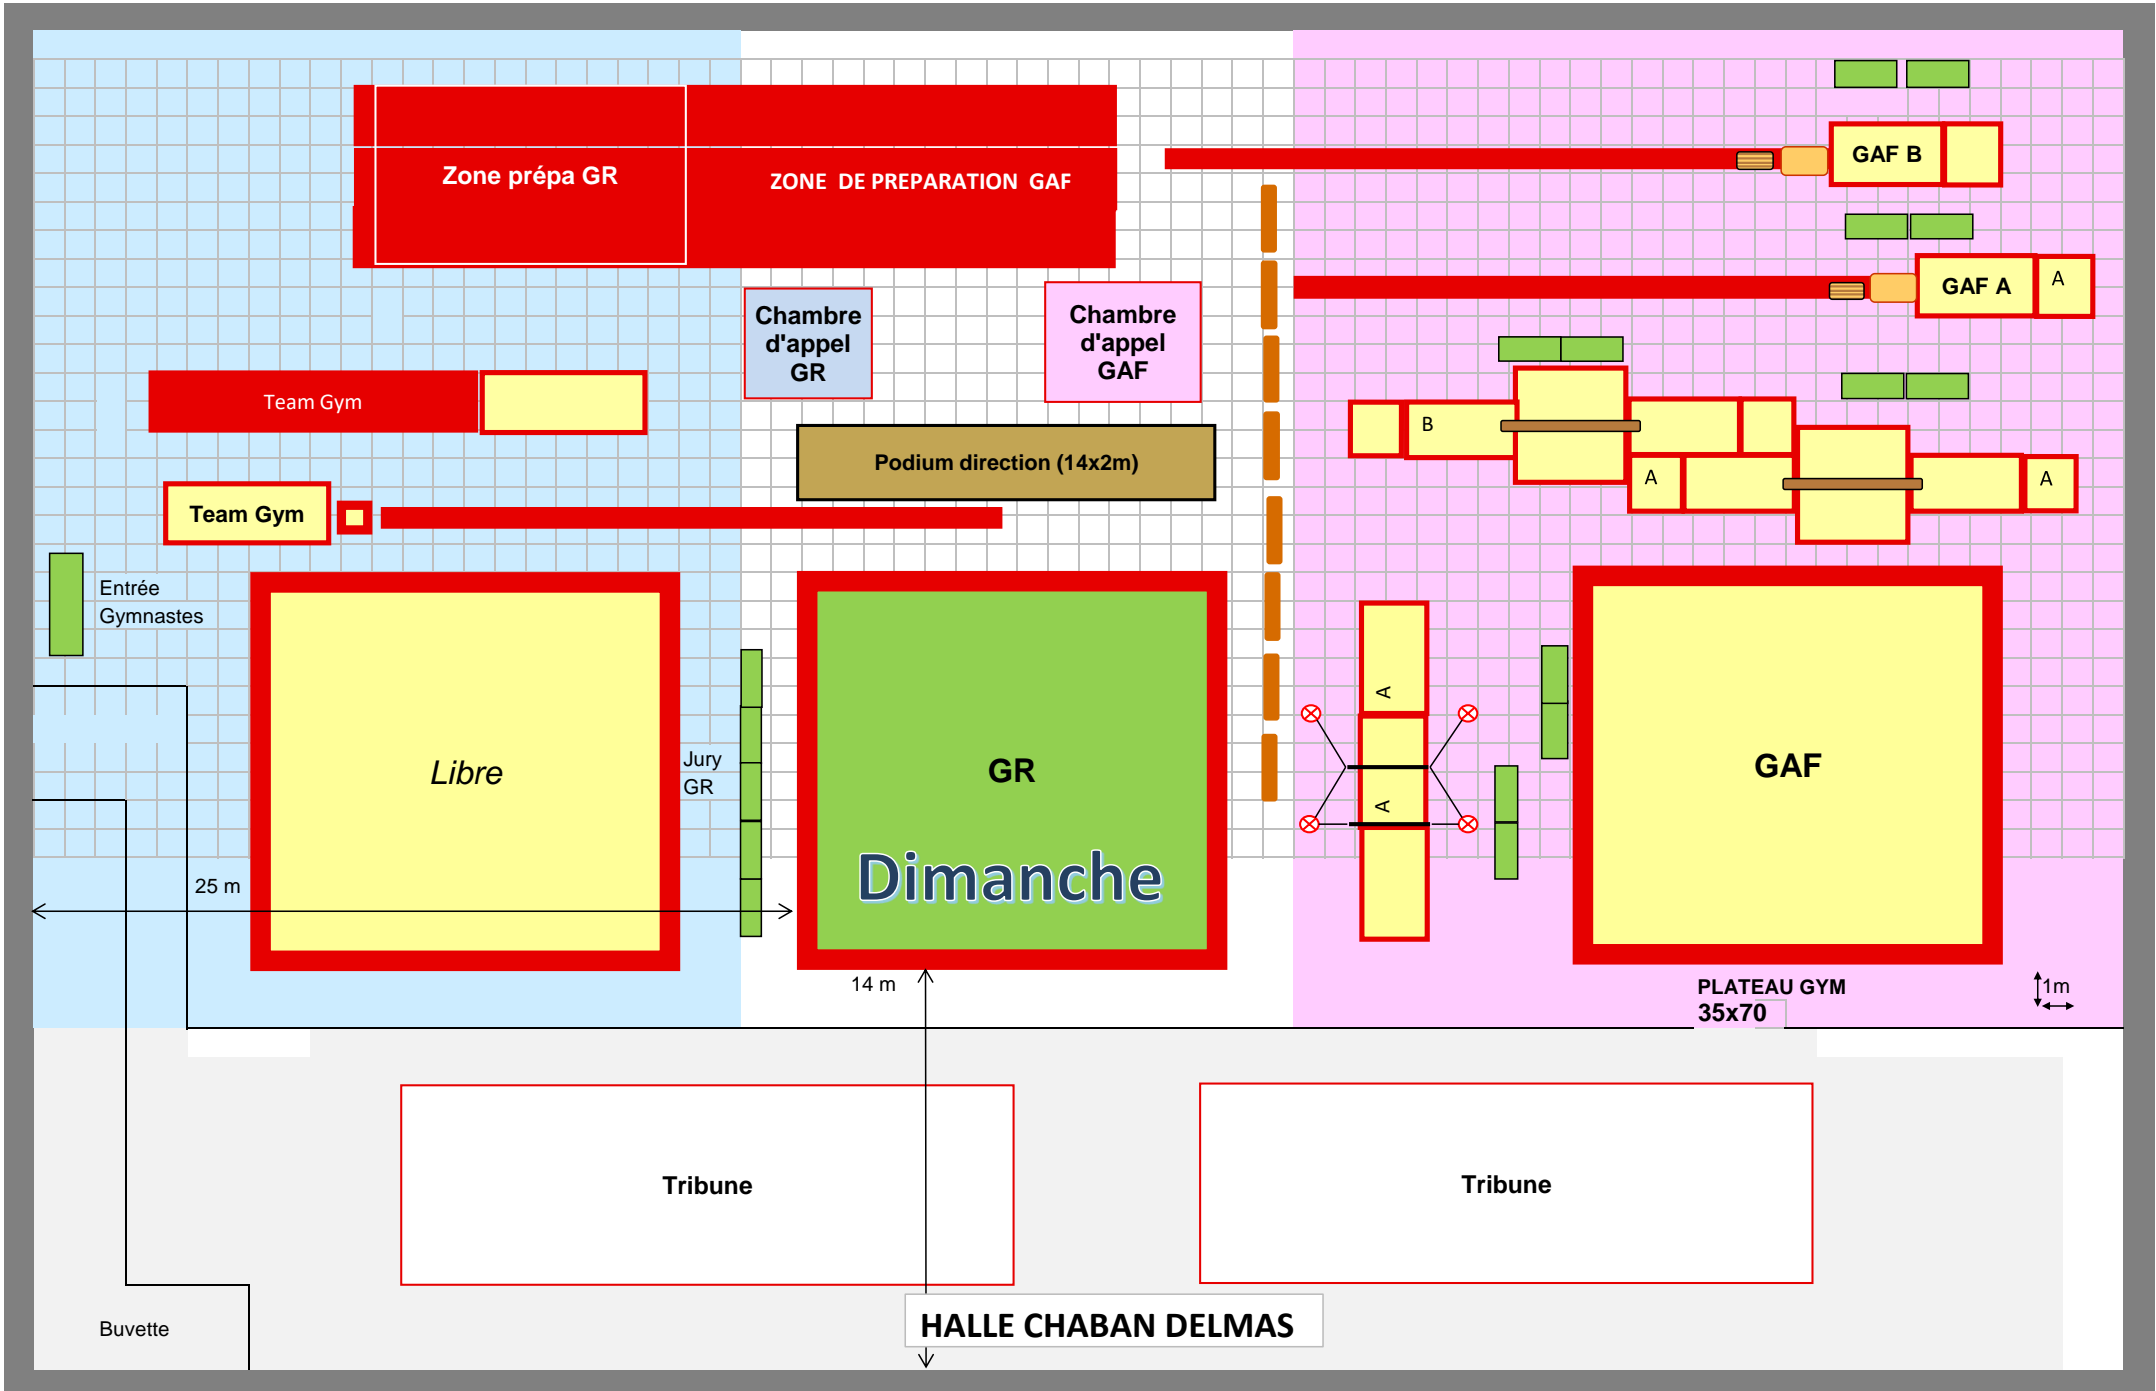 Zone prépa GR
ZONE DE PREPARATION GAF
GAF B
GAF A
A
Chambre
d'appel
GR
Chambre
d'appel
GAF
Team Gym
B
A
A
Podium direction (14x2m)
Team Gym
Entrée
Gymnastes
Libre
Jury
GR
GR
Dimanche
A
A
GAF
25 m
14 m
PLATEAU GYM
35x70
1m
Tribune
Tribune
Buvette
HALLE CHABAN DELMAS